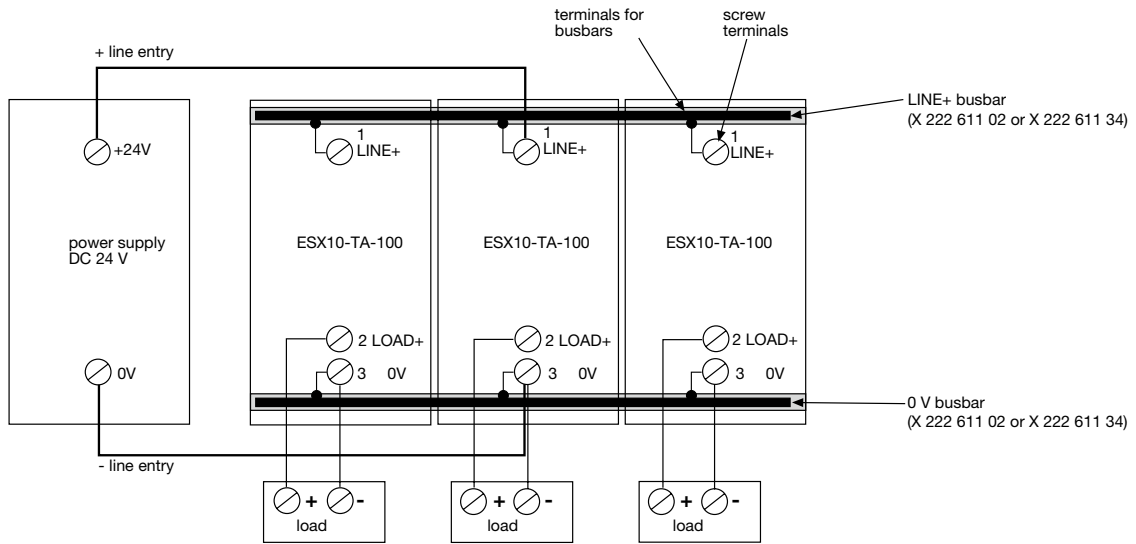 terminals for
busbars
screw
terminals
+ line entry
LINE+ busbar
(X 222 611 02 or X 222 611 34)
+24V
1
LINE+
1
LINE+
1
LINE+
power supply
DC 24 V
ESX10-TA-100
ESX10-TA-100
ESX10-TA-100
2 LOAD+
2 LOAD+
2 LOAD+
0V
3 0V
3 0V
3 0V
0 V busbar
(X 222 611 02 or X 222 611 34)
- line entry
+ -
load
+ -
load
+ -
load